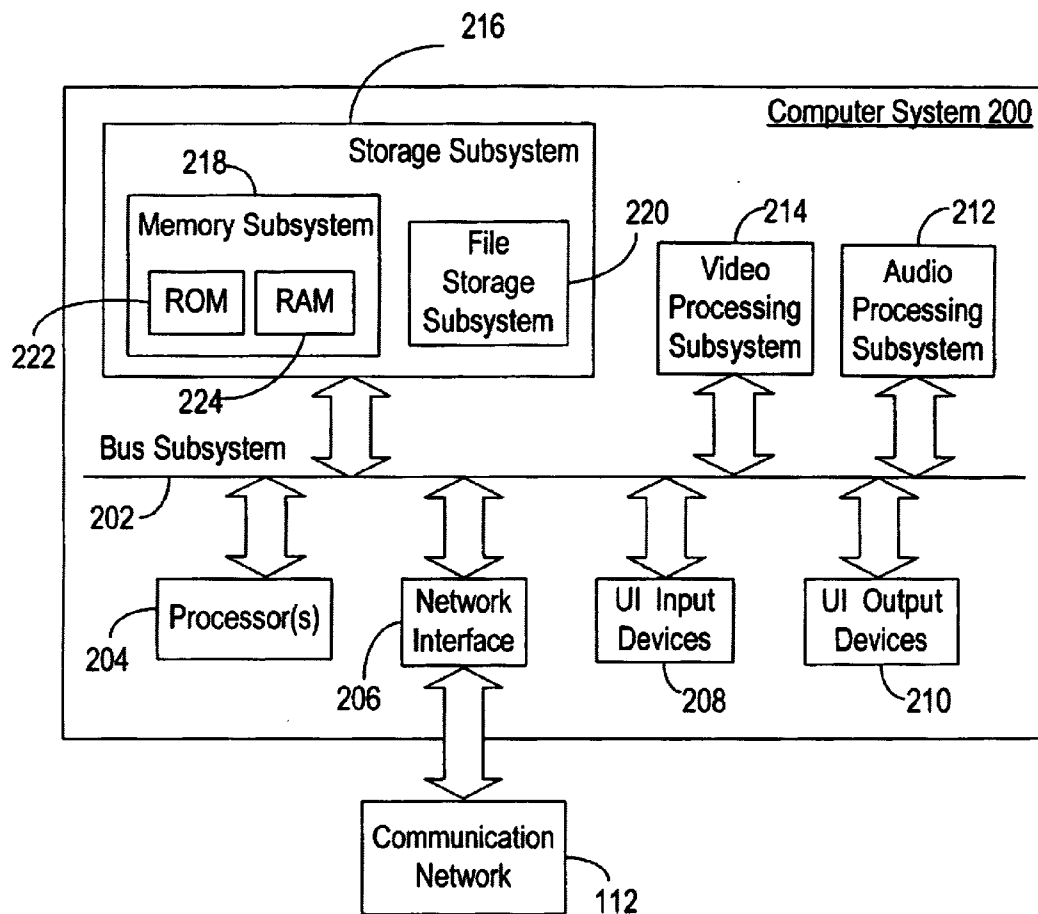 216
Computer System 200
Storage Subsystem
218
Memory Subsystem
ROM
RAM
222
224
220
File
Storage
Subsystem
214
Video
Processing
Subsystem
212
Audio
Processing
Subsystem
Bus Subsystem
202
Processor(s)
204
Network
Interface
206
UI Input
Devices
208
UI Output
Devices
210
Communication
Network
112